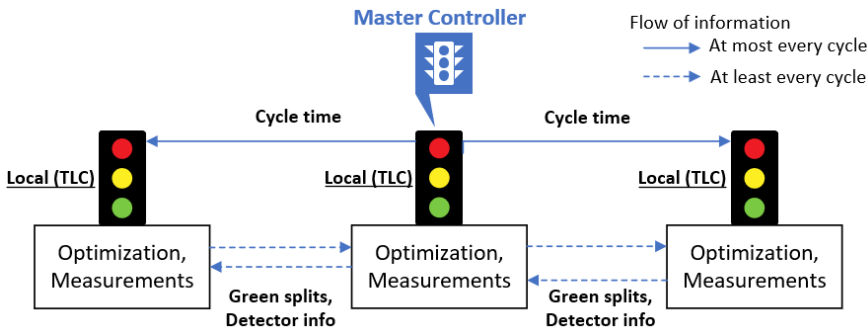 Master Controller
Flow of information
At most every cycle
At least every cycle
Cycle time
Cycle time
Local (TLC)
Local (TLC)
Local (TLC)
Optimization,
Measurements
Optimization,
Measurements
Optimization,
Measurements
Green splits,
Detector info
Green splits,
Detector info